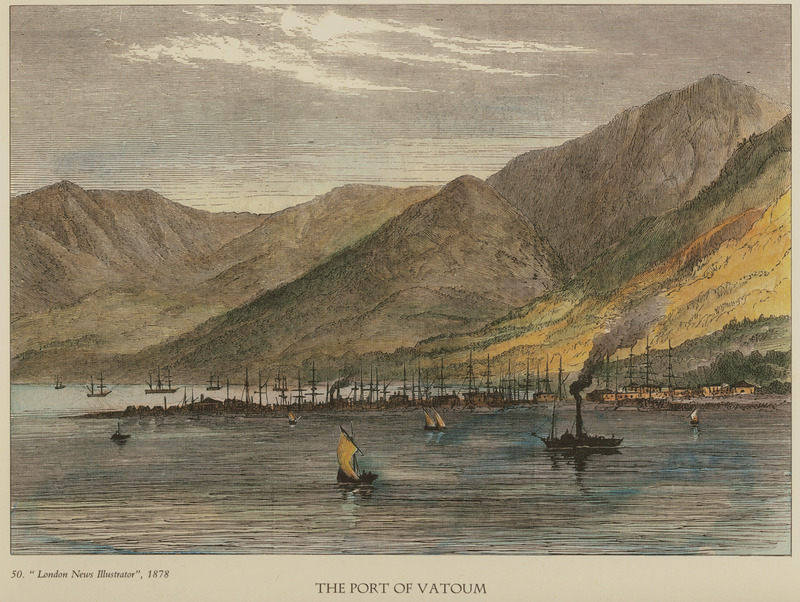 50. “ London News Illustrator”, 1878
THE PORT OF VATOUM